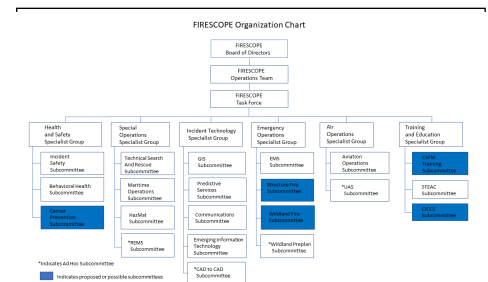 FIRESCOPE Organization Chart
FIRESCOPE
Board of Directors
FIRESCOPE
Operations Team
FIRESCOPE
Task Force
Health
and Safety
Specialist Group
Special
Operations
Specialist Group
Incident Technology
Specialist Group
Emergency
Operations
Specialist Group
Air
Operations
Specialist Group
Training
and Education
Specialist Group
Incident
Safety
Subcommittee
Technical Search
And Rescue
Subcommittee
GIS
Subcommittee
EMS
Subcommittee
Aviation
Operations
Subcommittee
CSFM
Training
Subcommittee
Behavioral Health
Subcommittee
Maritime
Operations
Subcommittee
Predictive
Services
Subcommittee
Structure Fire
Subcommittee
*UAS
Subcommittee
STEAC
Subcommittee
Cancer
Prevention
Subcommittee
HazMat
Subcommittee
Communications
Subcommittee
Wildland Fire
Subcommittee
CICCS
Subcommittee
*REMS
Subcommittee
Emerging Information
Technology
Subcommittee
*Wildland Preplan
Subcommittee
*CAD to CAD
Subcommittee
*Indicates Ad Hoc Subcommittee
Indicates proposed or possible subcommittees